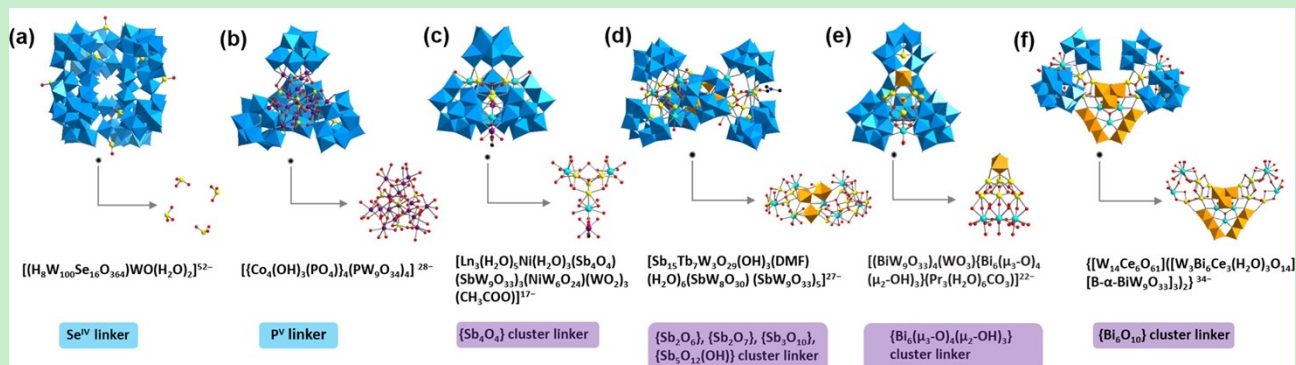 (a)
(b)
(c)
(d)
(e)
(f)
[(H₈W₁₀₀Se₁₆O₃₆₄)WO(H₂O)₂]⁵²⁻
[{Co₄(OH)₃(PO₄)}₄(PW₉O₃₄)₄] ²⁸⁻
[Ln₃(H₂O)₅Ni(H₂O)₃(Sb₄O₄)
(SbW₉O₃₃)₃(NiW₆O₂₄)(WO₂)₃
(CH₃COO)]¹⁷⁻
[Sb₁₅Tb₇W₃O₂₉(OH)₃(DMF)
(H₂O)₆(SbW₈O₃₀) (SbW₉O₃₃)₅]²⁷⁻
[(BiW₉O₃₃)₄(WO₃){Bi₆(μ₃-O)₄
(μ₂-OH)₃}{Pr₃(H₂O)₆CO₃}]²²⁻
{[W₁₄Ce₆O₆₁]([W₃Bi₆Ce₃(H₂O)₃O₁₄]
[B-α-BiW₉O₃₃]₃)₂} ³⁴⁻
Seᴵⱽ linker
Pⱽ linker
{Sb₄O₄} cluster linker
{Sb₂O₆}, {Sb₂O₇}, {Sb₃O₁₀},
{Sb₅O₁₂(OH)} cluster linker
{Bi₆(μ₃-O)₄(μ₂-OH)₃}
cluster linker
{Bi₆O₁₀} cluster linker